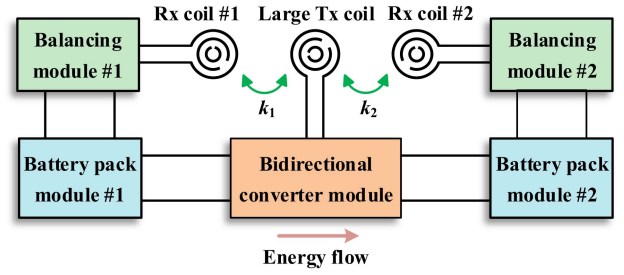 Rx coil #1 Large Tx coil Rx coil #2
Balancing
module #1
Balancing
module #2
k1
k2
Battery pack
module #1
Bidirectional
converter module
Battery pack
module #2
Energy flow